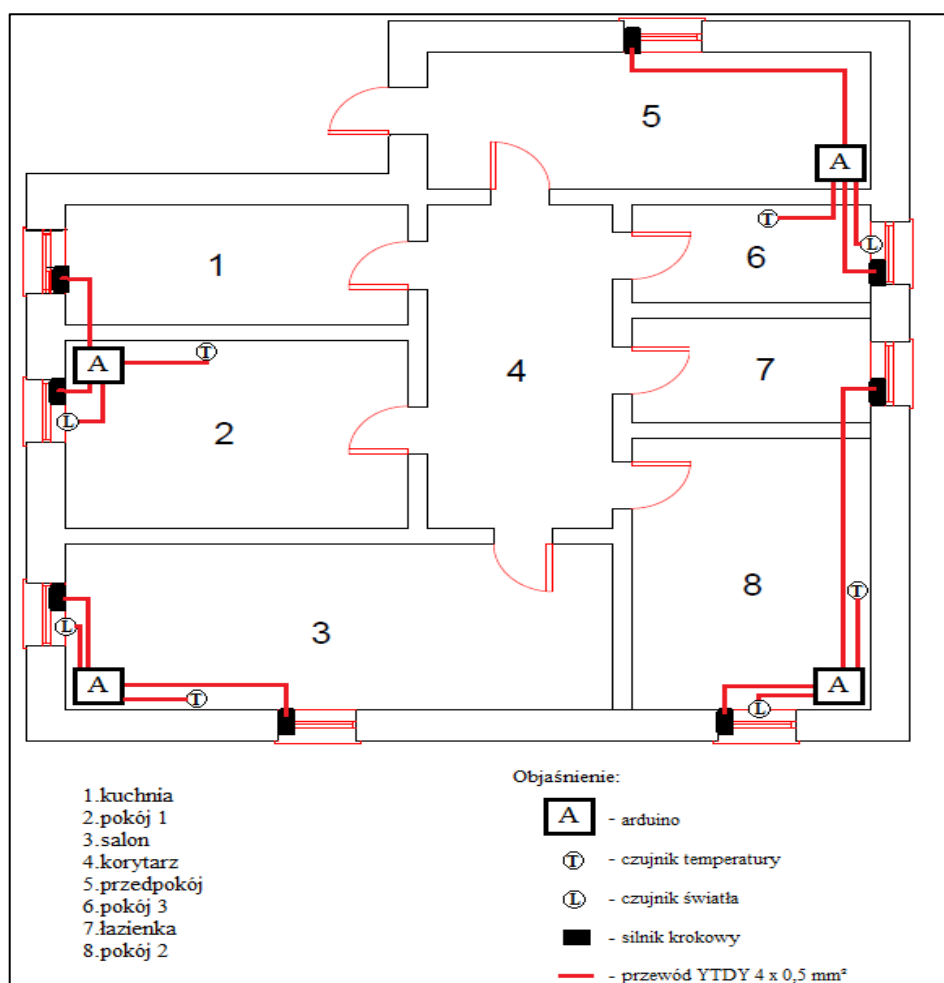 5
A
T
L
1
6
A
T
4
7
L
2
T
8
L
3
A
T
A
L
Objaśnienie:
1.kuchnia
2.pokój 1
3.salon
4.korytarz
5.przedpokój
6.pokój 3
7.łazienka
8.pokój 2
A - arduino
T - czujnik temperatury
L - czujnik światła
- silnik krokowy
- przewód YTDY 4 x 0,5 mm²